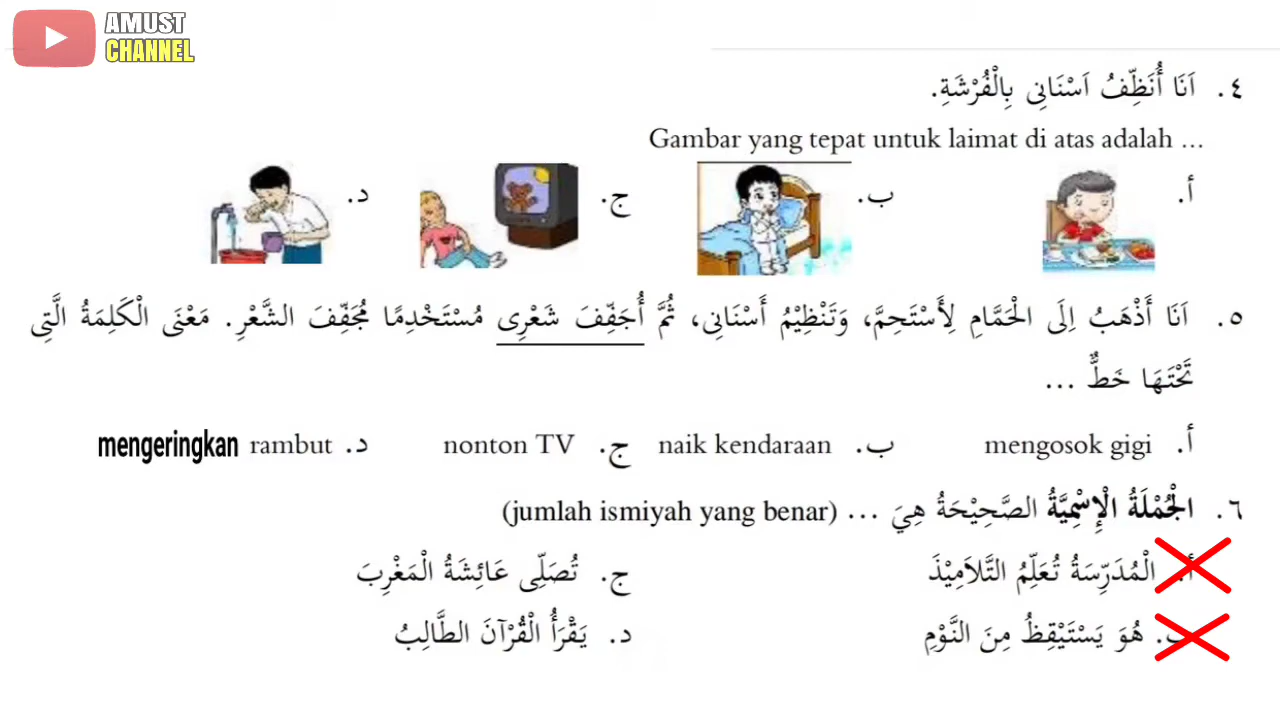 AMUST
CHANNEL
٤. اَنَا أُنَظِّفُ اَسْنَانِى بِالْفُرْشَةِ.
Gambar yang tepat untuk laimat di atas adalah ...
أ. ب. ج. د.
٥. اَنَا أَذْهَبُ اِلَى الْحَمَّامِ لِأَسْتَحِمَّ، وَتَنْظِيْمُ أَسْنَانِى، ثُمَّ أُجَفِّفَ شَعْرِى مُسْتَخْدِمًا مُجَفِّفَ الشَّعْرِ. مَعْنَى الْكَلِمَةُ الَّتِى
تَحْتَهَا خَطٌّ ...
أ. mengosok gigi ب. naik kendaraan ج. nonton TV د. mengeringkan rambut
٦. الْجُمْلَةُ الْإِسْمِيَّةُ الصَّحِيْحَةُ هِيَ ... (jumlah ismiyah yang benar)
أ. الْمُدَرِّسَةُ تُعَلِّمُ التَّلاَمِيْذَ ج. تُصَلِّى عَائِشَةُ الْمَغْرِبَ
ب. هُوَ يَسْتَيْقِظُ مِنَ النَّوْمِ د. يَقْرَأُ الْقُرْآنَ الطَّالِبُ